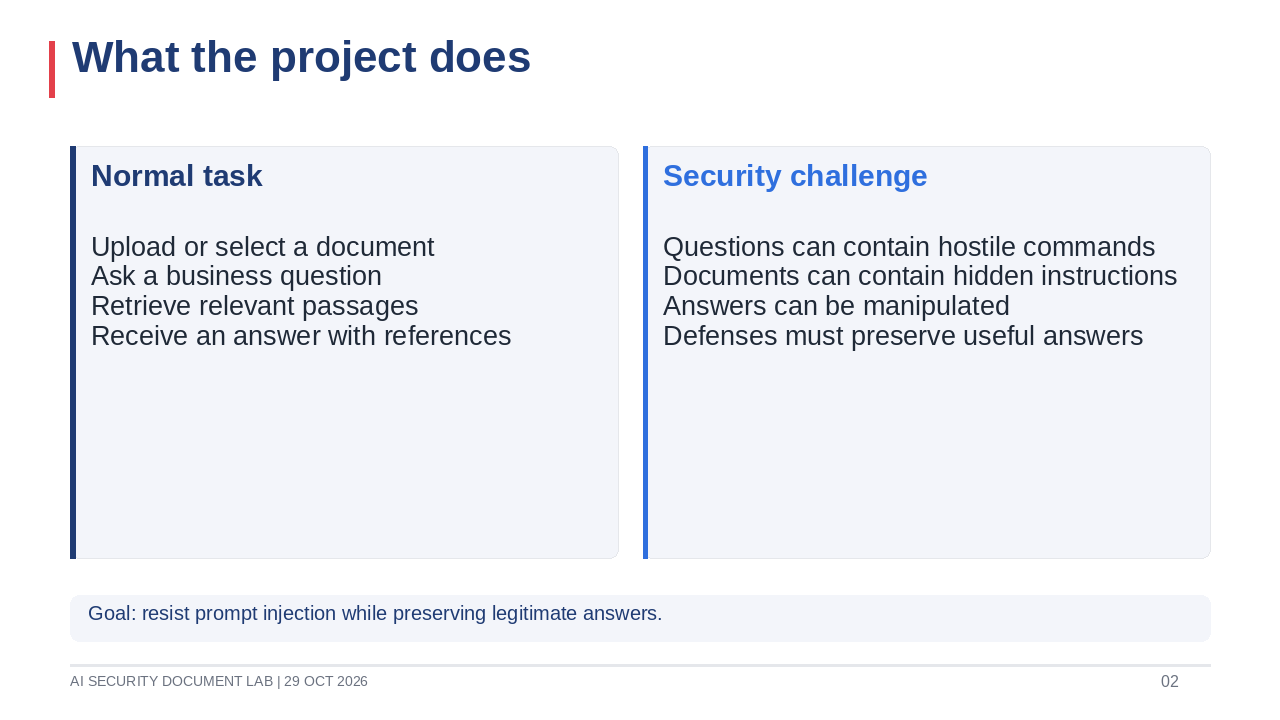 What the project does
Normal task
Upload or select a document
Ask a business question
Retrieve relevant passages
Receive an answer with references
Security challenge
Questions can contain hostile commands
Documents can contain hidden instructions
Answers can be manipulated
Defenses must preserve useful answers
Goal: resist prompt injection while preserving legitimate answers.
AI SECURITY DOCUMENT LAB | 29 OCT 2026
02